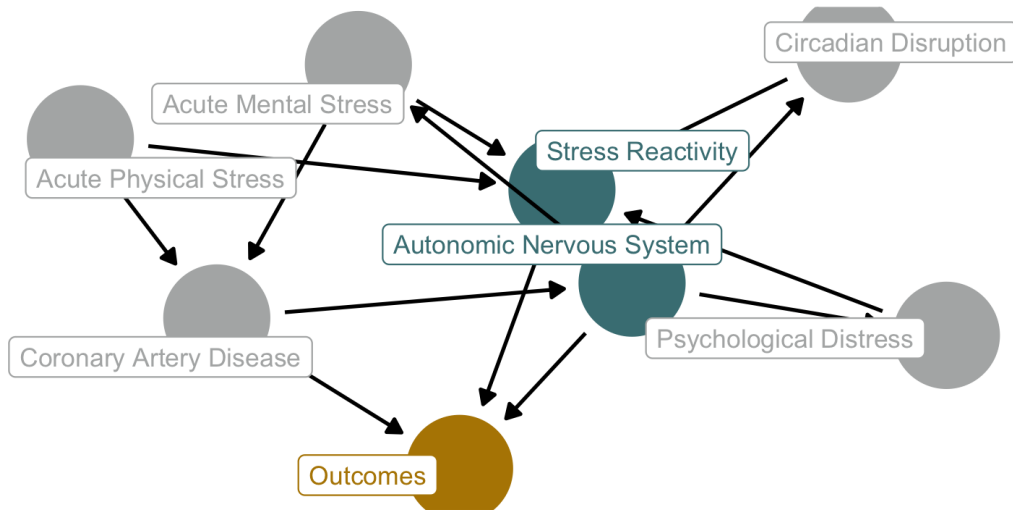 Circadian Disruption
Acute Mental Stress
Stress Reactivity
Acute Physical Stress
Autonomic Nervous System
Psychological Distress
Coronary Artery Disease
Outcomes